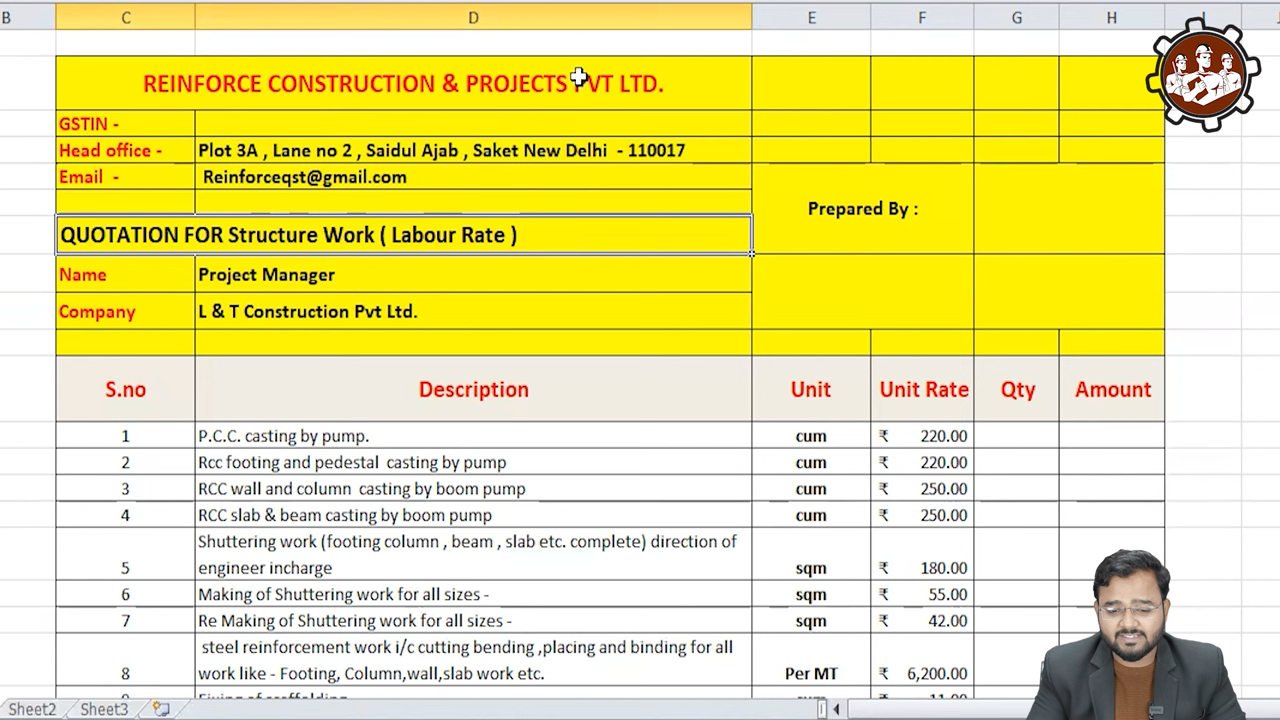 B C D E F G H
REINFORCE CONSTRUCTION & PROJECTS PVT LTD.
GSTIN -
Head office - Plot 3A , Lane no 2 , Saidul Ajab , Saket New Delhi - 110017
Email - Reinforceqst@gmail.com
Prepared By :
QUOTATION FOR Structure Work ( Labour Rate )
Name Project Manager
Company L & T Construction Pvt Ltd.
S.no Description Unit Unit Rate Qty Amount
1 P.C.C. casting by pump. cum ₹ 220.00
2 Rcc footing and pedestal casting by pump cum ₹ 220.00
3 RCC wall and column casting by boom pump cum ₹ 250.00
4 RCC slab & beam casting by boom pump cum ₹ 250.00
Shuttering work (footing column , beam , slab etc. complete) direction of
5 engineer incharge sqm ₹ 180.00
6 Making of Shuttering work for all sizes - sqm ₹ 55.00
7 Re Making of Shuttering work for all sizes - sqm ₹ 42.00
steel reinforcement work i/c cutting bending ,placing and binding for all
8 work like - Footing, Column,wall,slab work etc. Per MT ₹ 6,200.00
9 Fixing of scaffolding cum ₹ 11.00
Sheet2 Sheet3